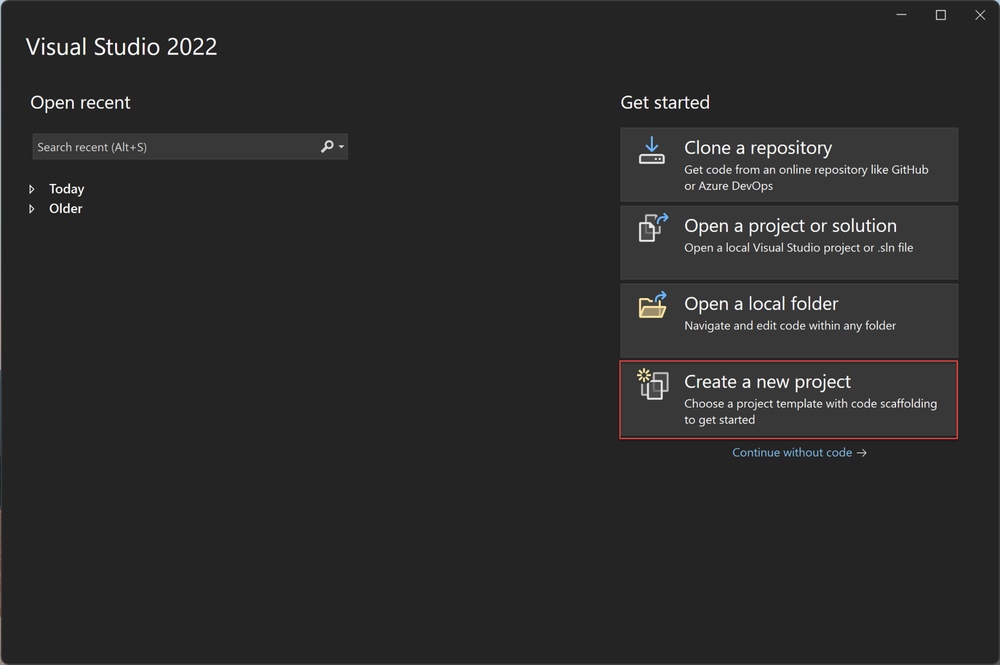 Visual Studio 2022
Open recent
Search recent (Alt+S)
Today
Older
Get started
Clone a repository
Get code from an online repository like GitHub
or Azure DevOps
Open a project or solution
Open a local Visual Studio project or .sln file
Open a local folder
Navigate and edit code within any folder
Create a new project
Choose a project template with code scaffolding
to get started
Continue without code →